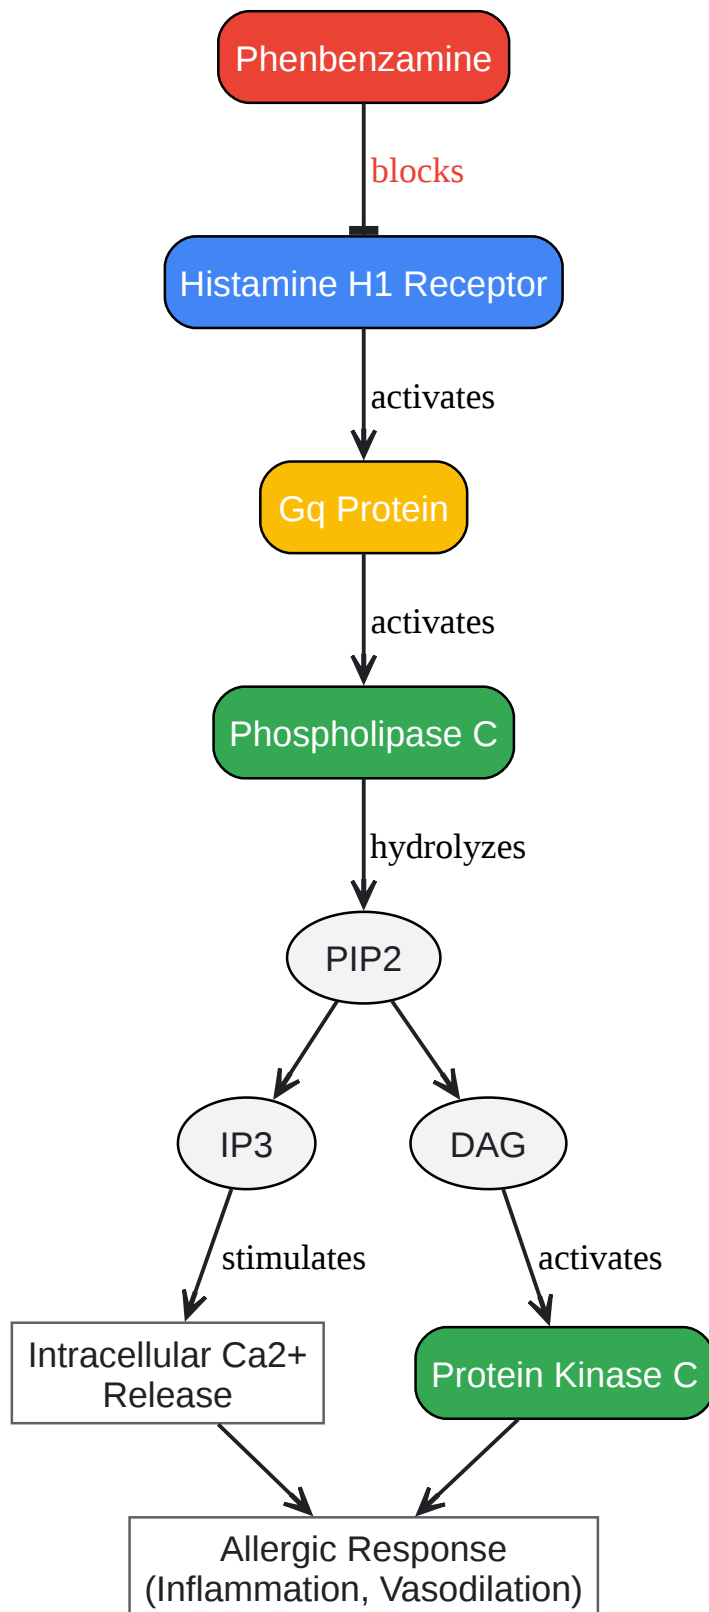 Phenbenzamine
blocks
Histamine H1 Receptor
activates
Gq Protein
activates
Phospholipase C
hydrolyzes
PIP2
IP3
DAG
stimulates
activates
Intracellular Ca2+
Release
Protein Kinase C
Allergic Response
(Inflammation, Vasodilation)